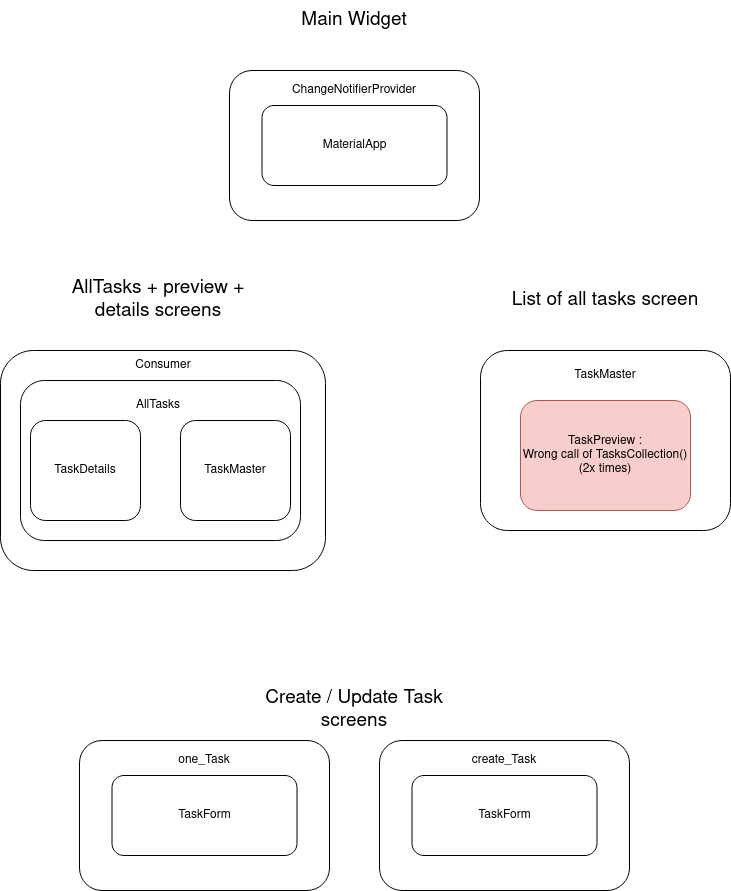 Main Widget
ChangeNotifierProvider
MaterialApp
AllTasks + preview +
details screens
List of all tasks screen
Consumer
AllTasks
TaskDetails
TaskMaster
TaskMaster
TaskPreview :
Wrong call of TasksCollection()
(2x times)
Create / Update Task
screens
one_Task
TaskForm
create_Task
TaskForm